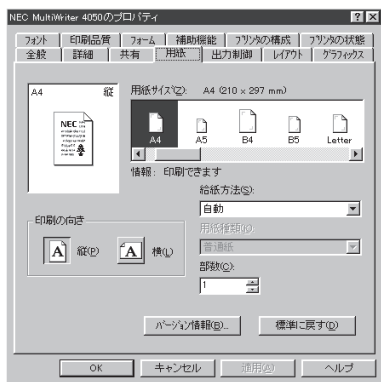 NEC MultiWriter 4050のプロパティ
フォント 印刷品質 フォーム 補助機能 プリンタの構成 プリンタの状態
全般 詳細 共有 用紙 出力制御 レイアウト グラフィックス
A4 縦
用紙サイズ(Z): A4 (210 × 297 mm)
NEC
A4 A5 B4 B5 Letter
情報: 印刷できます
給紙方法(S):
自動
用紙種類(Y):
普通紙
部数(C):
1
印刷の向き
縦(P) 横(L)
バージョン情報(B)... 標準に戻す(D)
OK キャンセル 適用(A) ヘルプ